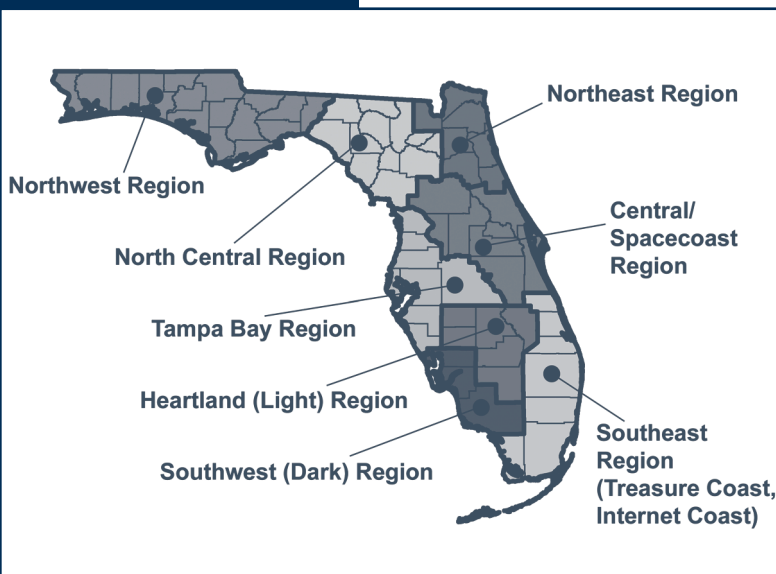 Northeast Region
Northwest Region
Central/
Spacecoast
Region
North Central Region
Tampa Bay Region
Heartland (Light) Region
Southeast
Region
(Treasure Coast,
Internet Coast)
Southwest (Dark) Region